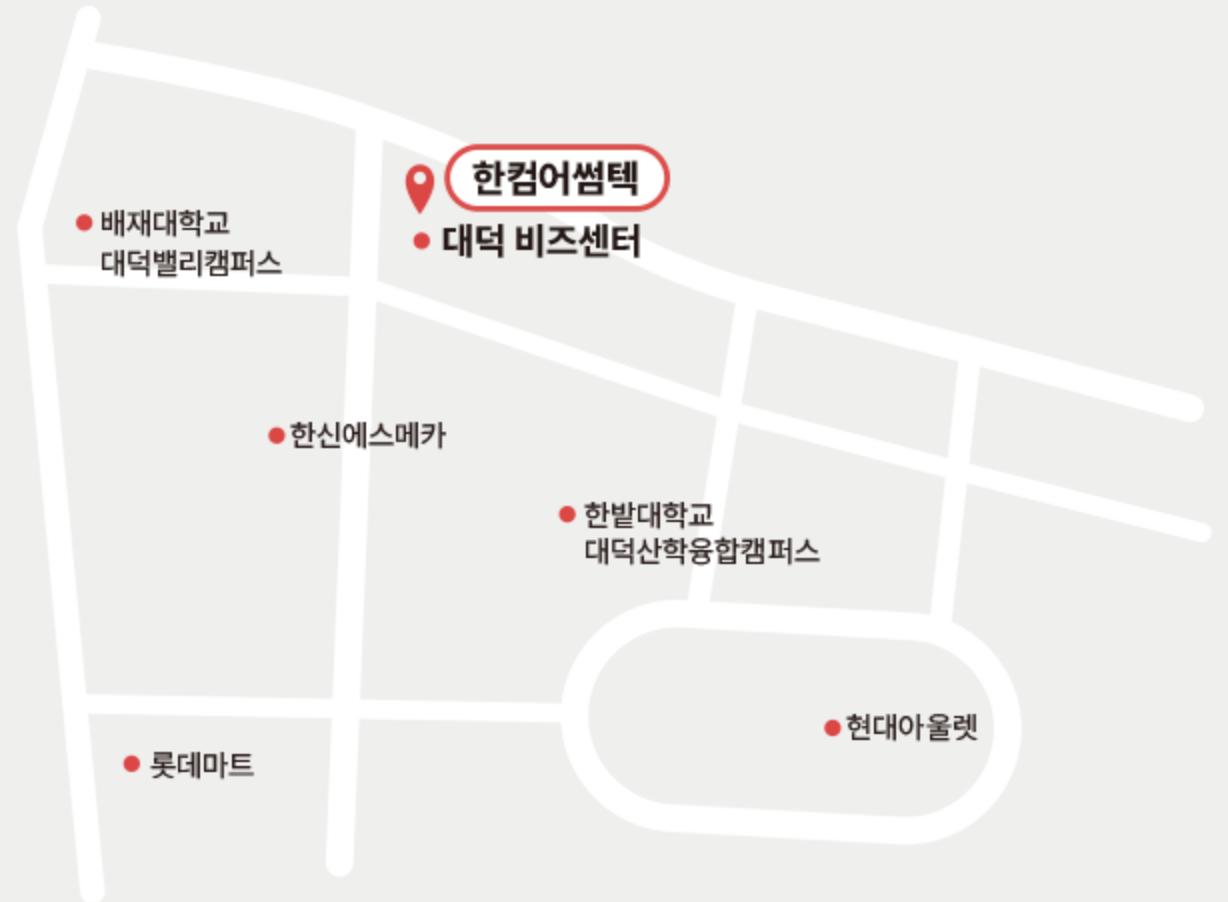 한컴어썸텍
대덕 비즈센터
배재대학교
대덕밸리캠퍼스
한신에스메카
한밭대학교
대덕산학융합캠퍼스
현대아울렛
롯데마트